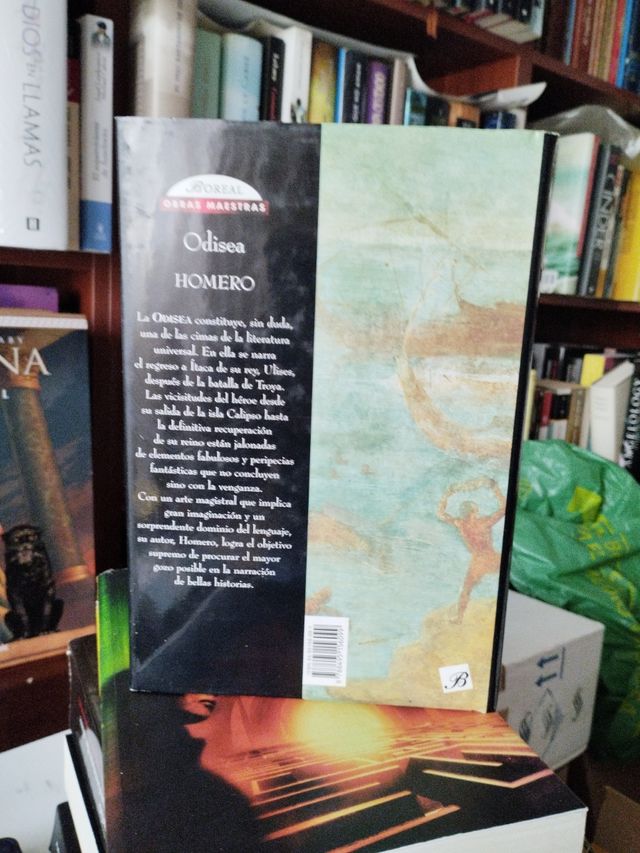 DIOS EN LLAMAS
BOREAL
OBRAS MAESTRAS
Odisea
HOMERO
La ODISEA constituye, sin duda,
una de las cimas de la literatura
universal. En ella se narra
el regreso a Ítaca de su rey, Ulises,
después de la batalla de Troya.
Las vicisitudes del héroe desde
su salida de la isla Calipso hasta
la definitiva recuperación
de su reino están jalonadas
de elementos fabulosos y peripecias
fantásticas que no concluyen
sino con la venganza.
Con un arte magistral que implica
gran imaginación y un
sorprendente dominio del lenguaje,
su autor, Homero, logra el objetivo
supremo de procurar el mayor
gozo posible en la narración
de bellas historias.
B